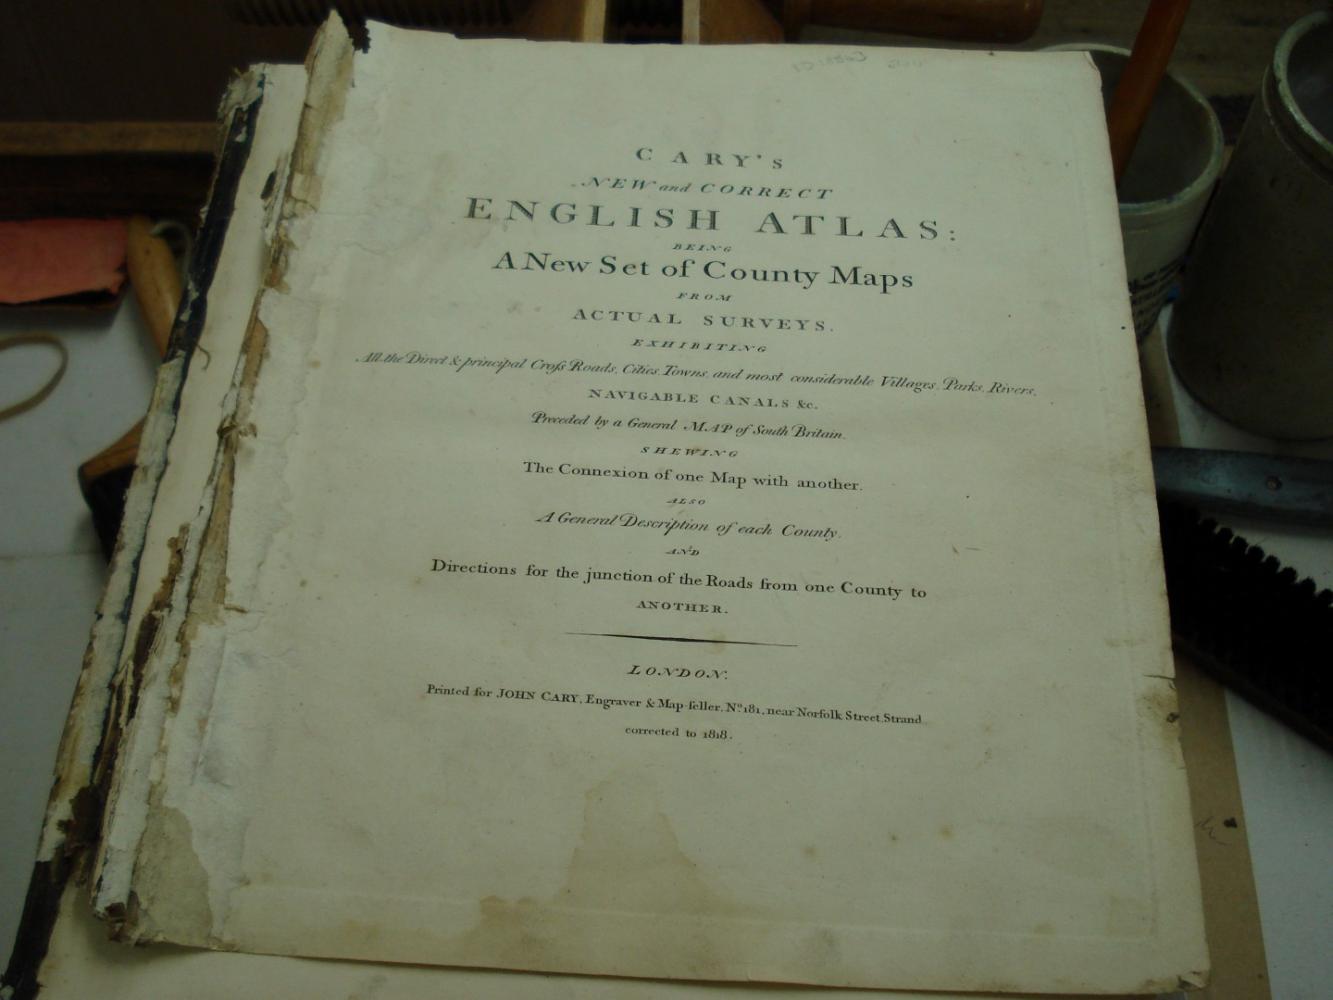 CARY'S
NEW and CORRECT
ENGLISH ATLAS:
BEING
A New Set of County Maps
FROM
ACTUAL SURVEYS.
EXHIBITING
All the Direct & principal Croſs Roads, Cities, Towns, and most considerable Villages, Parks, Rivers,
NAVIGABLE CANALS &c.
Preceded by a General MAP of South Britain.
SHEWING
The Connexion of one Map with another.
ALSO
A General Description of each County.
AND
Directions for the junction of the Roads from one County to
ANOTHER.
LONDON:
Printed for JOHN CARY, Engraver & Map-ſeller, No. 181, near Norfolk Street, Strand
corrected to 1818.